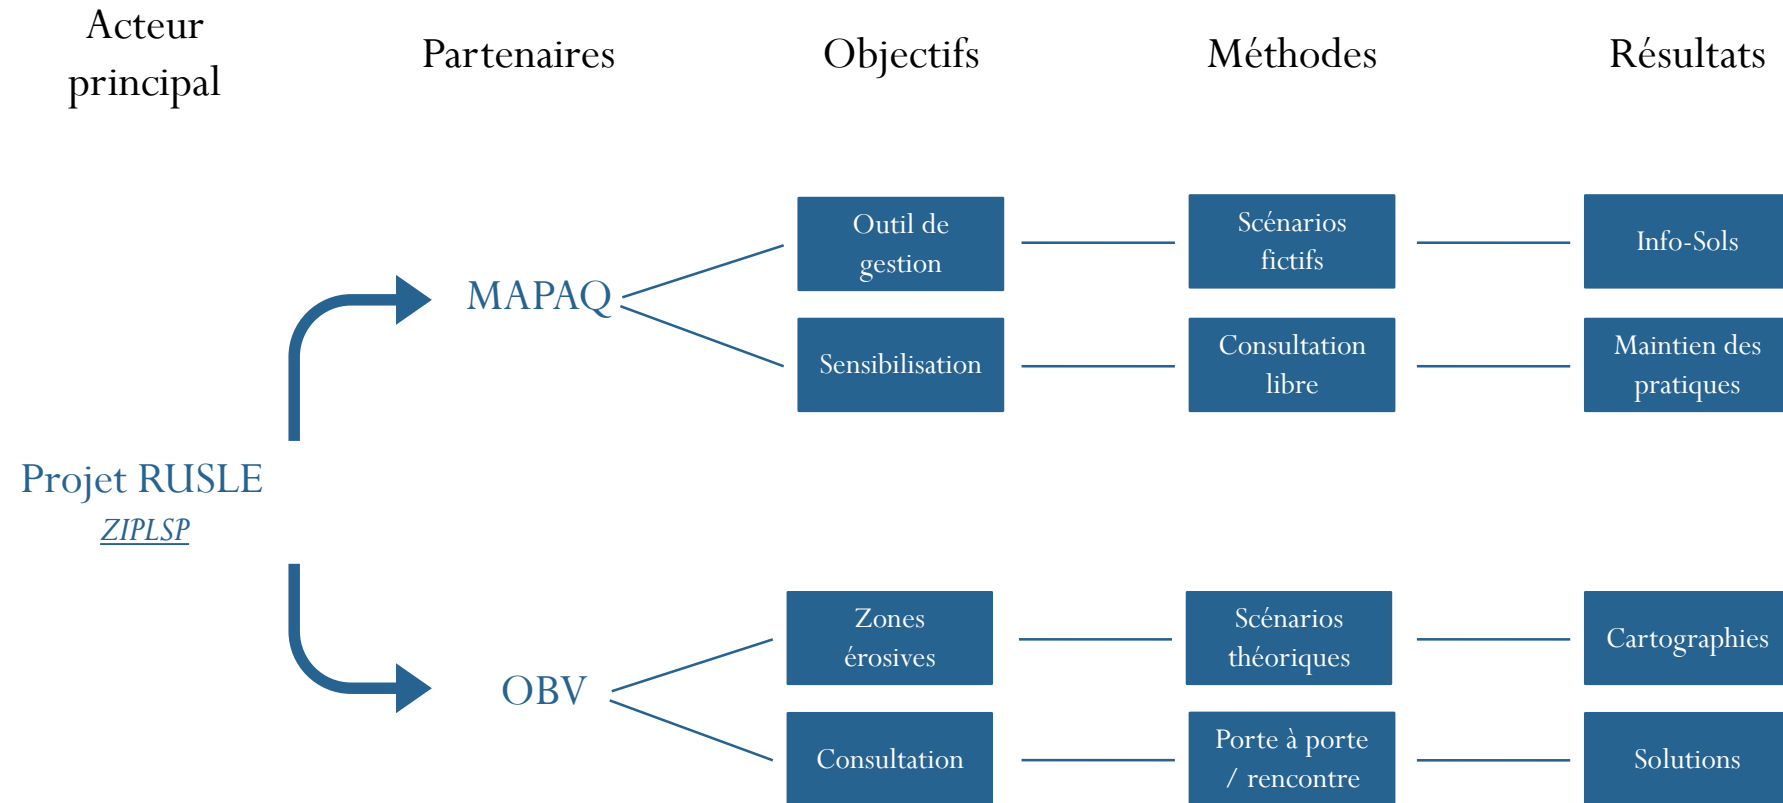 Acteur
principal
Partenaires
Objectifs
Méthodes
Résultats
Projet RUSLE
ZIPLSP
MAPAQ
Outil de
gestion
Scénarios
fictifs
Info-Sols
Sensibilisation
Consultation
libre
Maintien des
pratiques
OBV
Zones
érosives
Scénarios
théoriques
Cartographies
Consultation
Porte à porte
/ rencontre
Solutions